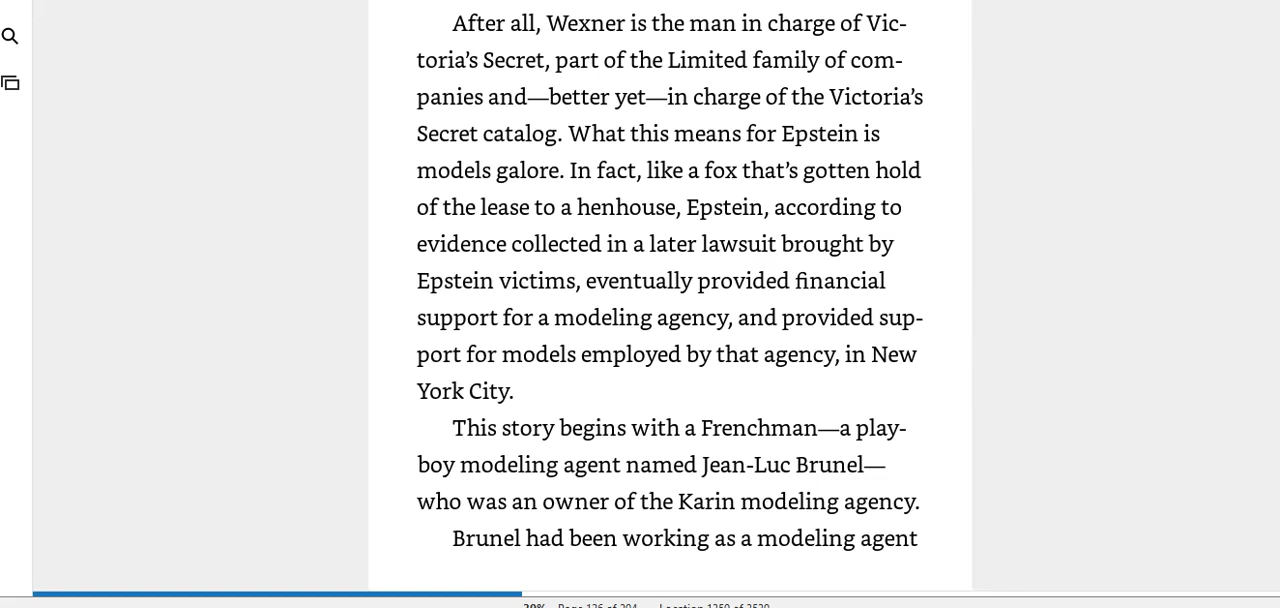 After all, Wexner is the man in charge of Vic-
toria's Secret, part of the Limited family of com-
panies and—better yet—in charge of the Victoria's
Secret catalog. What this means for Epstein is
models galore. In fact, like a fox that's gotten hold
of the lease to a henhouse, Epstein, according to
evidence collected in a later lawsuit brought by
Epstein victims, eventually provided financial
support for a modeling agency, and provided sup-
port for models employed by that agency, in New
York City.
This story begins with a Frenchman—a play-
boy modeling agent named Jean-Luc Brunel—
who was an owner of the Karin modeling agency.
Brunel had been working as a modeling agent